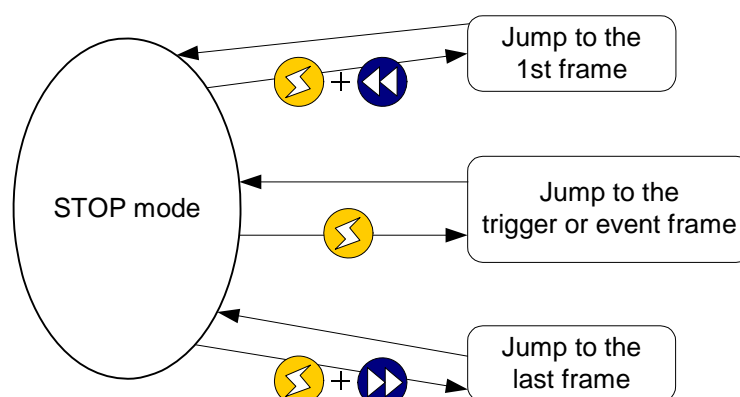 Jump to the
1st frame
+
STOP mode
Jump to the
trigger or event frame
Jump to the
last frame
+